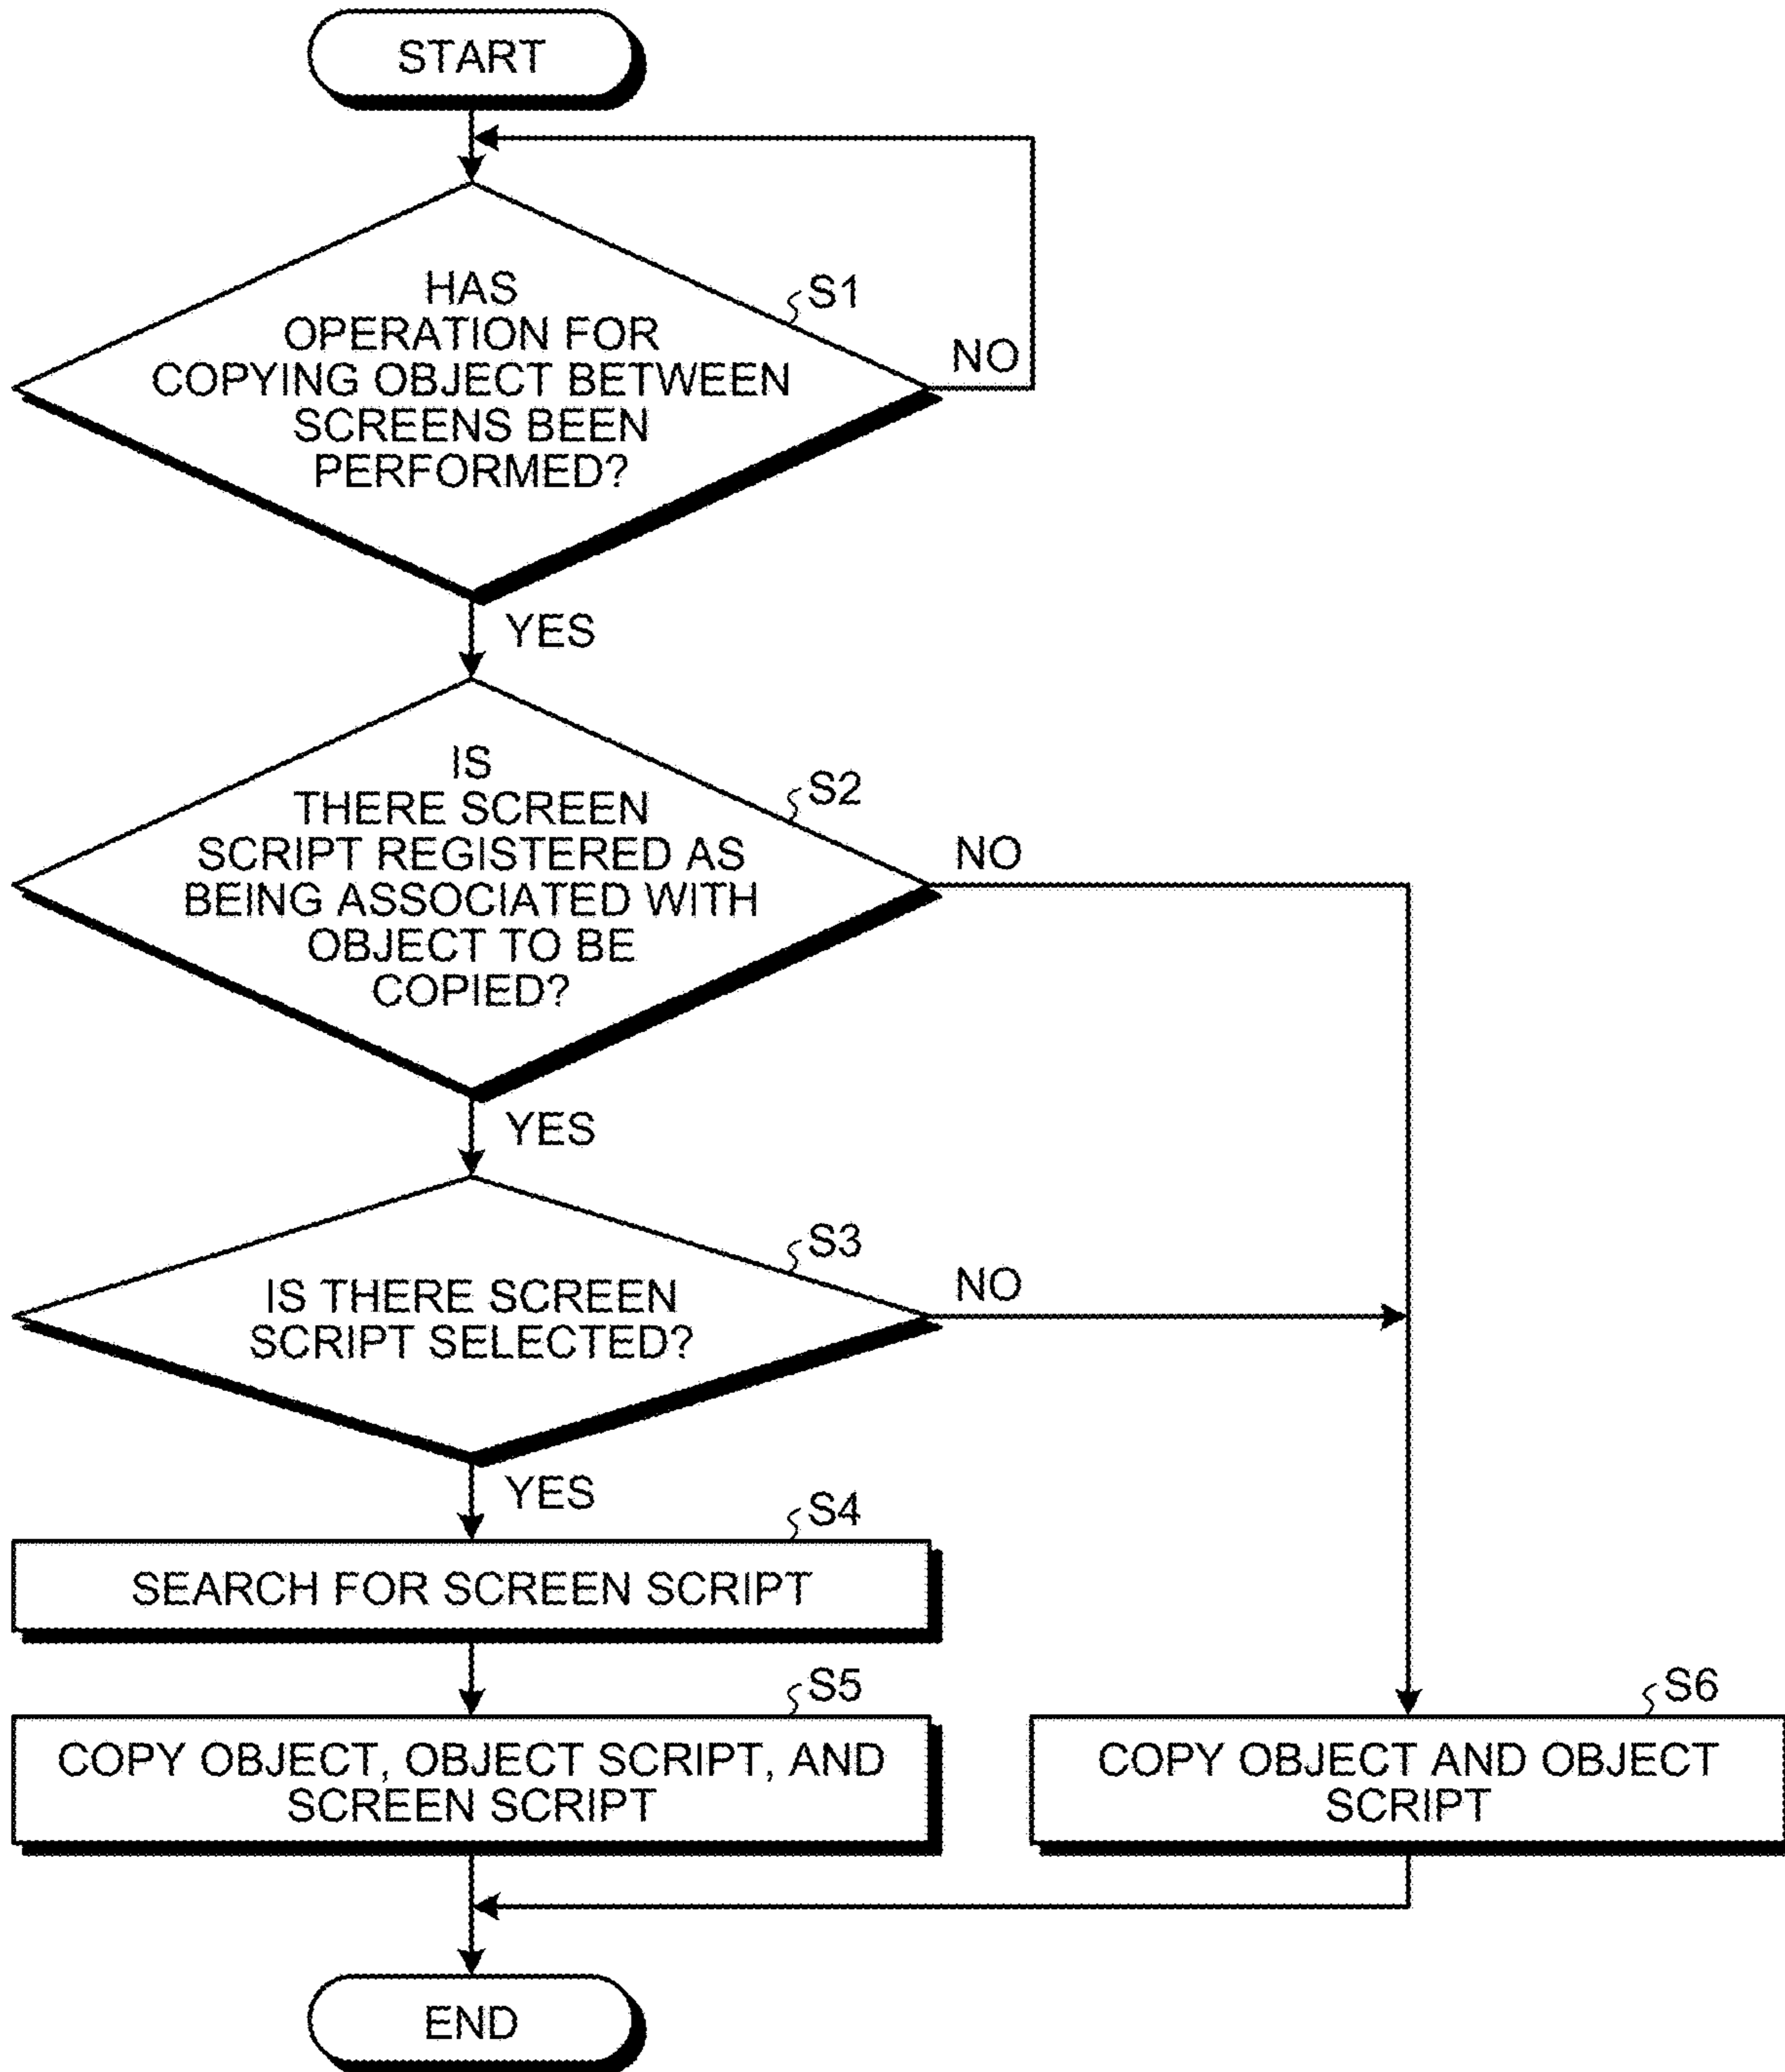 START
HAS
OPERATION FOR
COPYING OBJECT BETWEEN
SCREENS BEEN
PERFORMED?
S1
NO
YES
IS
THERE SCREEN
SCRIPT REGISTERED AS
BEING ASSOCIATED WITH
OBJECT TO BE
COPIED?
S2
NO
YES
IS THERE SCREEN
SCRIPT SELECTED?
S3
NO
YES
S4
SEARCH FOR SCREEN SCRIPT
S5
COPY OBJECT, OBJECT SCRIPT, AND
SCREEN SCRIPT
S6
COPY OBJECT AND OBJECT
SCRIPT
END